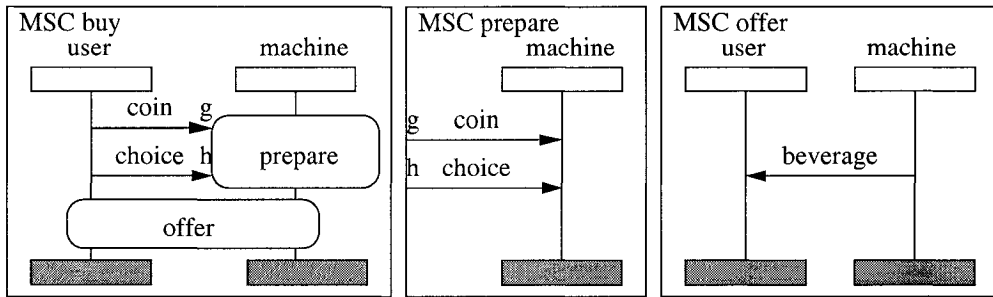 MSC buy
user machine
coin g
choice h prepare
offer
MSC prepare
machine
g coin
h choice
MSC offer
user machine
beverage